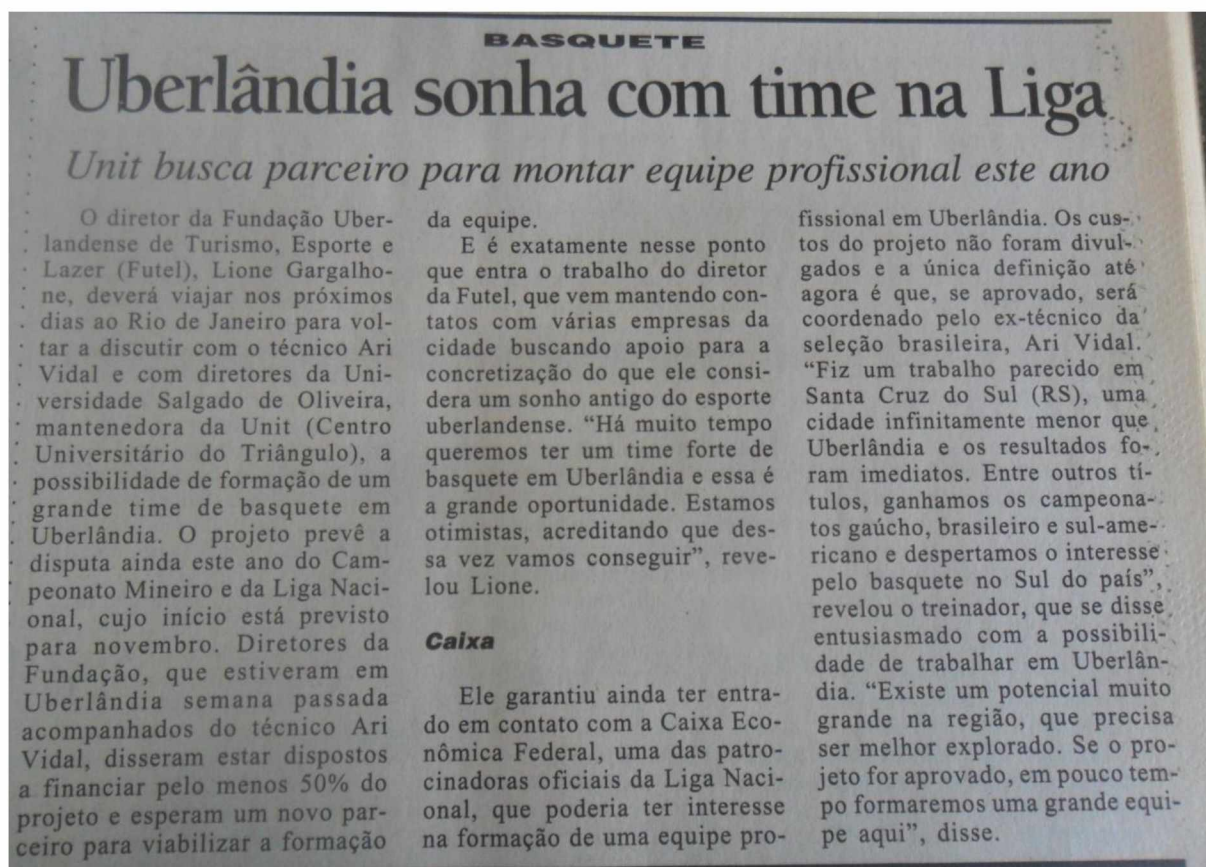 BASQUETE
Uberlândia sonha com time na Liga
Unit busca parceiro para montar equipe profissional este ano
O diretor da Fundação Uber-
landense de Turismo, Esporte e
Lazer (Futel), Lione Gargalho-
ne, deverá viajar nos próximos
dias ao Rio de Janeiro para vol-
tar a discutir com o técnico Ari
Vidal e com diretores da Uni-
versidade Salgado de Oliveira,
mantenedora da Unit (Centro
Universitário do Triângulo), a
possibilidade de formação de um
grande time de basquete em
Uberlândia. O projeto prevê a
disputa ainda este ano do Cam-
peonato Mineiro e da Liga Naci-
onal, cujo início está previsto
para novembro. Diretores da
Fundação, que estiveram em
Uberlândia semana passada
acompanhados do técnico Ari
Vidal, disseram estar dispostos
a financiar pelo menos 50% do
projeto e esperam um novo par-
ceiro para viabilizar a formação
da equipe.
E é exatamente nesse ponto
que entra o trabalho do diretor
da Futel, que vem mantendo con-
tatos com várias empresas da
cidade buscando apoio para a
concretização do que ele consi-
dera um sonho antigo do esporte
uberlandense. “Há muito tempo
queremos ter um time forte de
basquete em Uberlândia e essa é
a grande oportunidade. Estamos
otimistas, acreditando que des-
sa vez vamos conseguir”, reve-
lou Lione.
Caixa
Ele garantiu ainda ter entra-
do em contato com a Caixa Eco-
nômica Federal, uma das patro-
cinadoras oficiais da Liga Naci-
onal, que poderia ter interesse
na formação de uma equipe pro-
fissional em Uberlândia. Os cus-
tos do projeto não foram divul-
gados e a única definição até
agora é que, se aprovado, será
coordenado pelo ex-técnico da
seleção brasileira, Ari Vidal.
“Fiz um trabalho parecido em
Santa Cruz do Sul (RS), uma
cidade infinitamente menor que
Uberlândia e os resultados fo-
ram imediatos. Entre outros tí-
tulos, ganhamos os campeona-
tos gaúcho, brasileiro e sul-ame-
ricano e despertamos o interesse
pelo basquete no Sul do país”,
revelou o treinador, que se disse
entusiasmado com a possibili-
dade de trabalhar em Uberlân-
dia. “Existe um potencial muito
grande na região, que precisa
ser melhor explorado. Se o pro-
jeto for aprovado, em pouco tem-
po formaremos uma grande equi-
pe aqui”, disse.